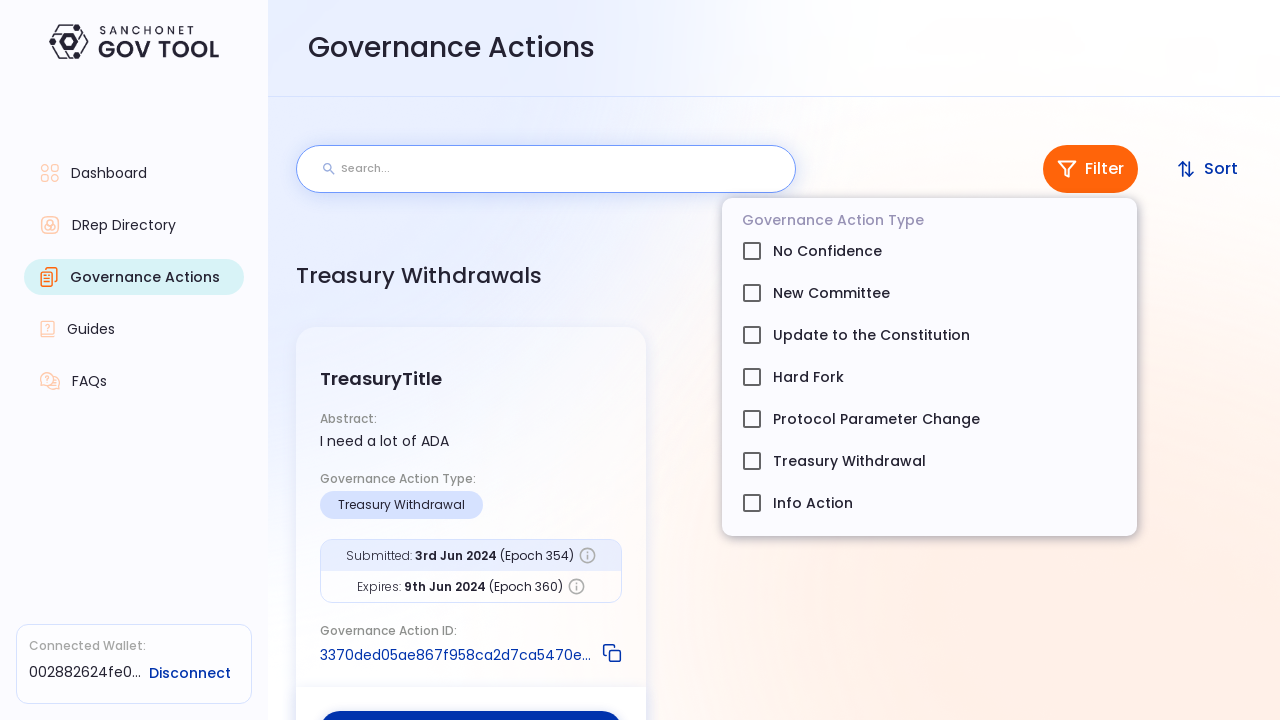 SANCHONET
GOV TOOL
Governance Actions
Dashboard
DRep Directory
Governance Actions
Guides
FAQs
Connected Wallet:
002882624fe0...
Disconnect
Search...
Filter
Sort
Governance Action Type
No Confidence
New Committee
Update to the Constitution
Hard Fork
Protocol Parameter Change
Treasury Withdrawal
Info Action
Treasury Withdrawals
TreasuryTitle
Abstract:
I need a lot of ADA
Governance Action Type:
Treasury Withdrawal
Submitted: 3rd Jun 2024 (Epoch 354)
Expires: 9th Jun 2024 (Epoch 360)
Governance Action ID:
3370ded05ae867f958ca2d7ca5470e...